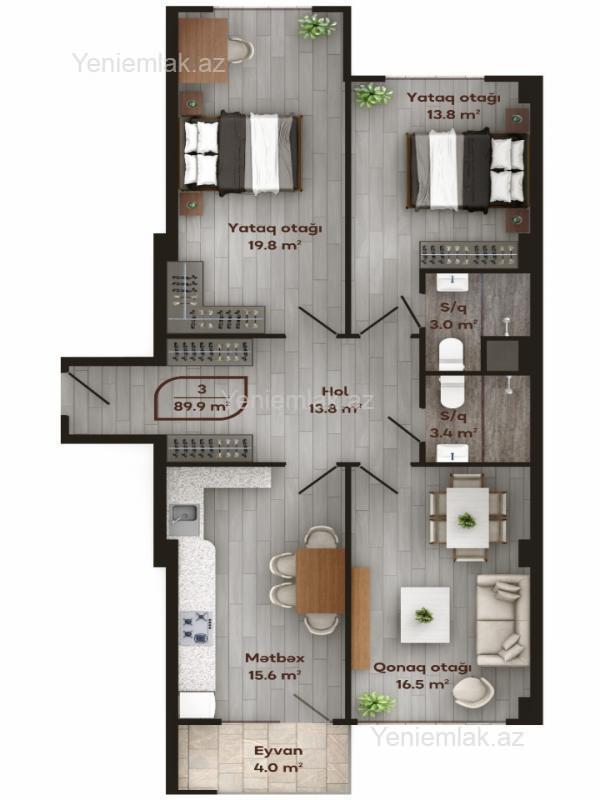 Yeniemlak.az
Yataq otağı
13.8 m²
Yataq otağı
19.8 m²
S/q
3.0 m²
3
89.9 m²
Hol
13.8 m²
Yeniemlak.az
S/q
3.4 m²
Mətbəx
15.6 m²
Qonaq otağı
16.5 m²
Yeniemlak.az
Eyvan
4.0 m²